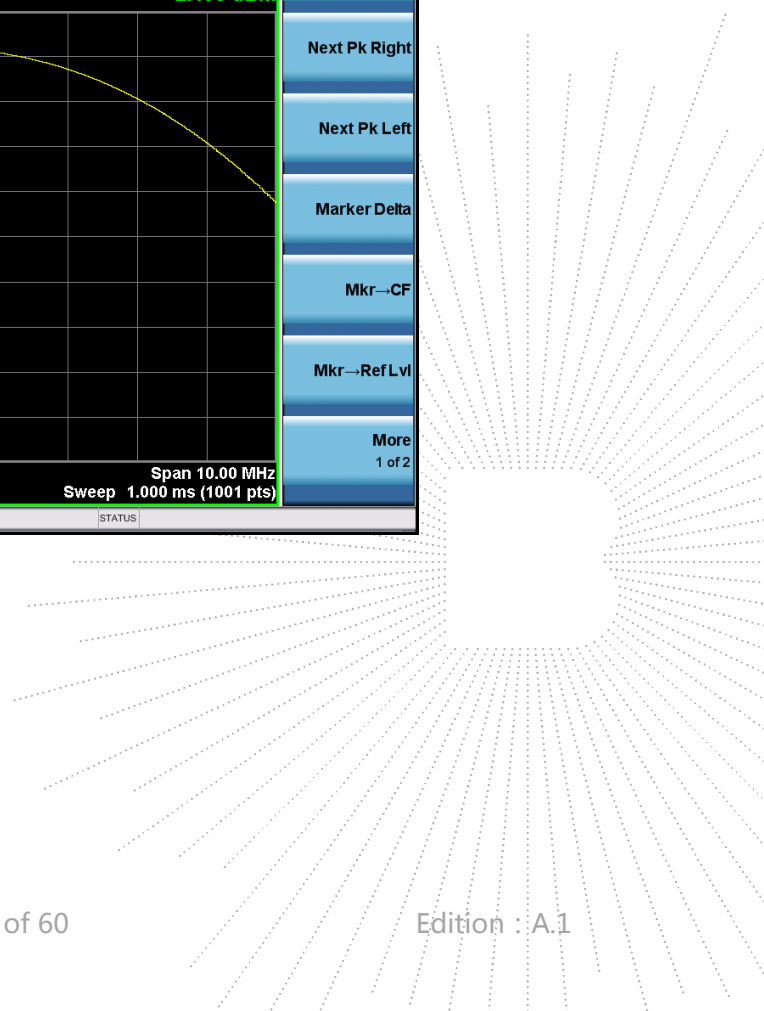 Next Pk Right
Next Pk Left
Marker Delta
Mkr→CF
Mkr→Ref Lvl
More
1 of 2
Span 10.00 MHz
Sweep 1.000 ms (1001 pts)
STATUS
of 60
Edition : A.1